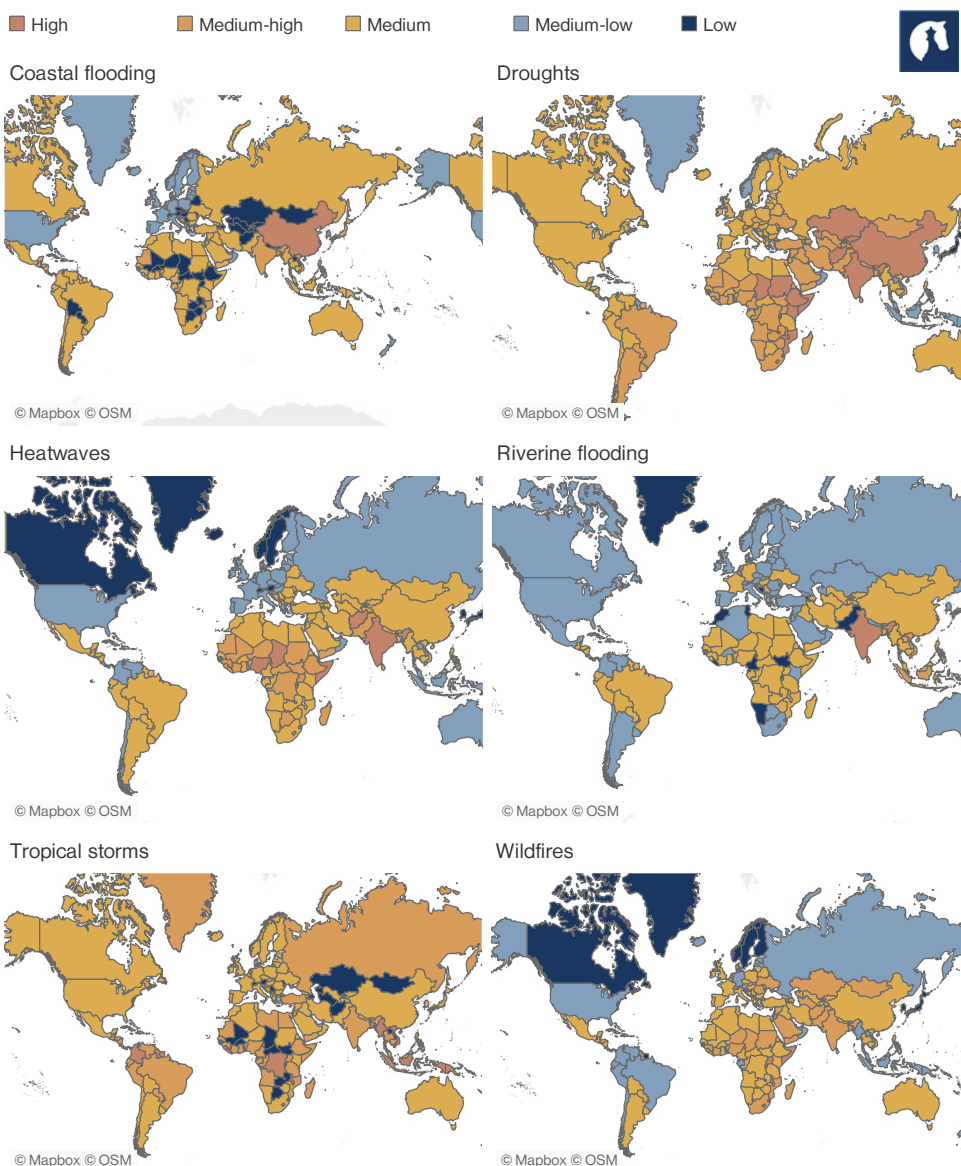 High Medium-high Medium Medium-low Low
Coastal flooding
Droughts
© Mapbox © OSM
© Mapbox © OSM
Heatwaves
Riverine flooding
© Mapbox © OSM
© Mapbox © OSM
Tropical storms
Wildfires
© Mapbox © OSM
© Mapbox © OSM